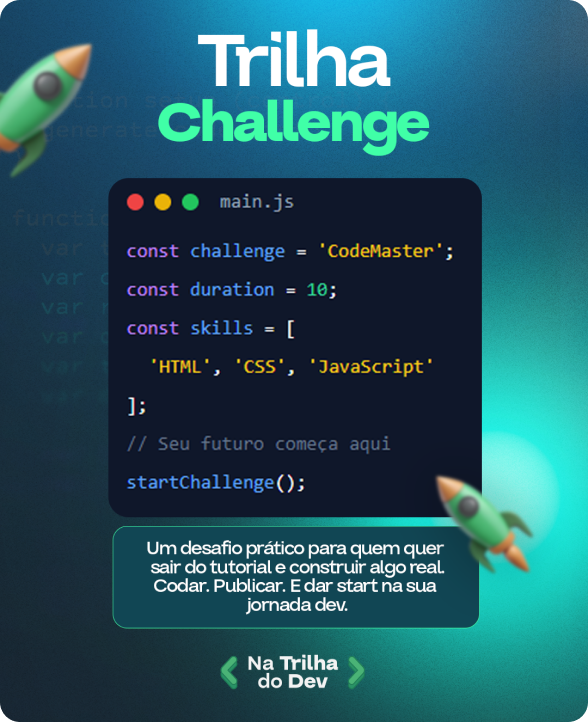 Trilha
Challenge
main.js
const challenge = 'CodeMaster';
const duration = 10;
const skills = [
'HTML', 'CSS', 'JavaScript'
];
// Seu futuro começa aqui
startChallenge();
Um desafio prático para quem quer
sair do tutorial e construir algo real.
Codar. Publicar. E dar start na sua
jornada dev.
Na Trilha
do Dev